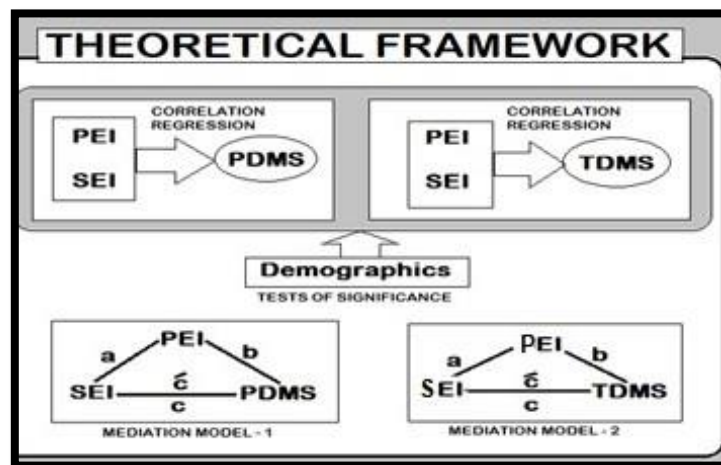 THEORETICAL FRAMEWORK
CORRELATION
REGRESSION
PEI
SEI
PDMS
CORRELATION
REGRESSION
PEI
SEI
TDMS
Demographics
TESTS OF SIGNIFICANCE
PEI
a
b
SEI
c̄
PDMS
c
MEDIATION MODEL - 1
PEI
a
b
SEI
c̄
TDMS
c
MEDIATION MODEL - 2